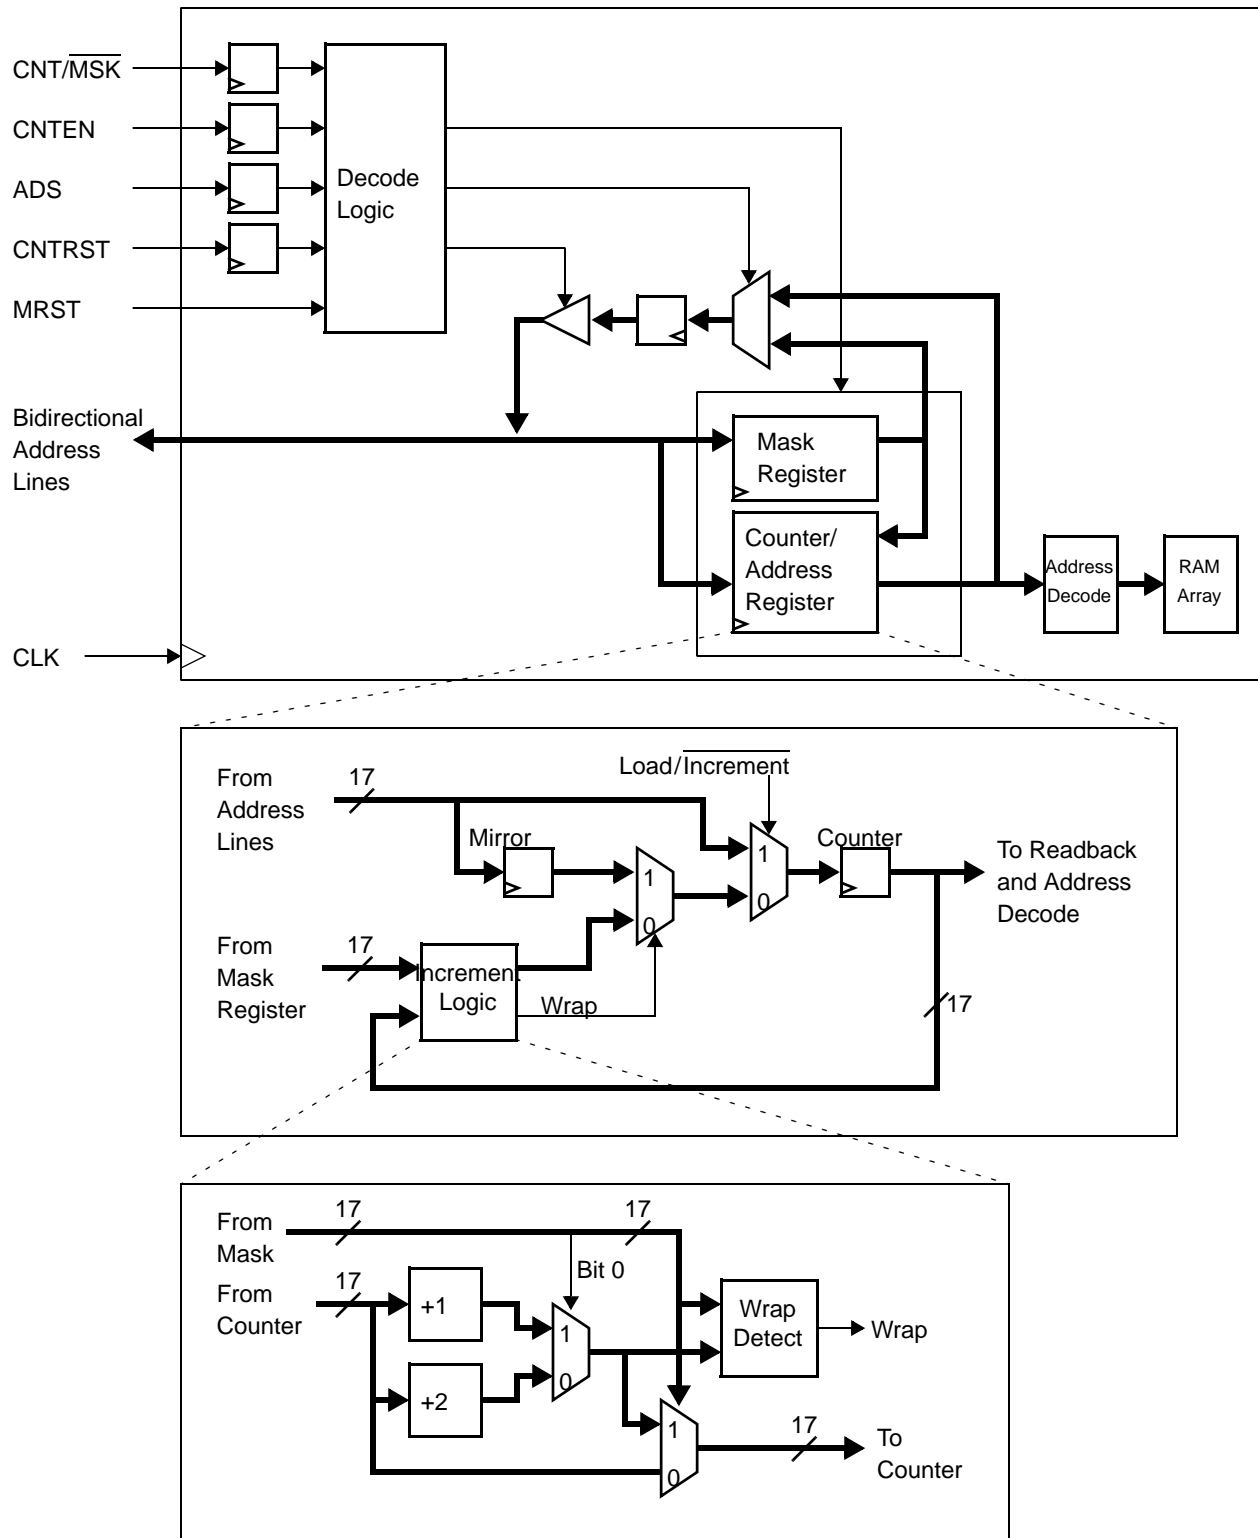 CNT/MSK
CNTEN
ADS
CNTRST
MRST
Decode
Logic
Bidirectional
Address
Lines
Mask
Register
Counter/
Address
Register
Address
Decode
RAM
Array
CLK
From
Address
Lines
17
Load/Increment
Mirror
1
0
1
0
Counter
To Readback
and Address
Decode
From
Mask
Register
17
Increment
Logic
Wrap
17
From
Mask
17
17
Bit 0
From
Counter
17
+1
+2
1
0
Wrap
Detect
Wrap
1
0
17
To
Counter